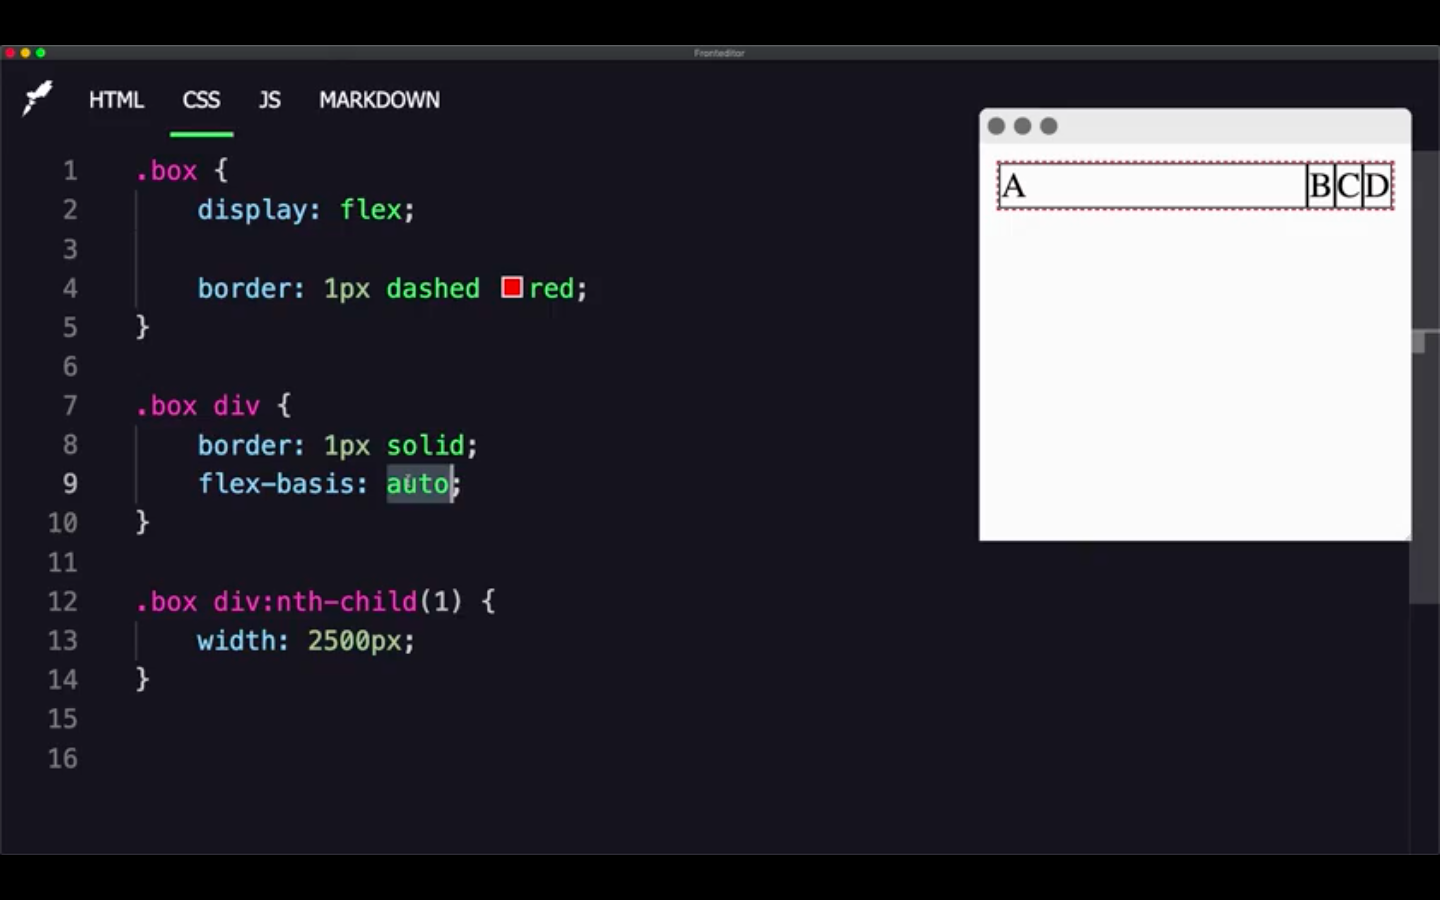 Fronteditor
HTML CSS JS MARKDOWN
1 .box {
2 display: flex;
3
4 border: 1px dashed red;
5 }
6
7 .box div {
8 border: 1px solid;
9 flex-basis: auto;
10 }
11
12 .box div:nth-child(1) {
13 width: 2500px;
14 }
15
16
A B C D